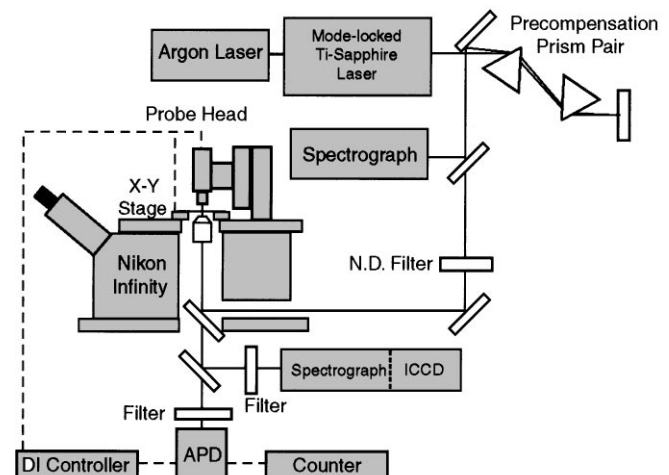 Precompensation
Prism Pair
Mode-locked
Ti-Sapphire
Laser
Argon Laser
Probe Head
Spectrograph
X-Y
Stage
N.D. Filter
Nikon
Infinity
Spectrograph
ICCD
Filter
Filter
APD
DI Controller
Counter